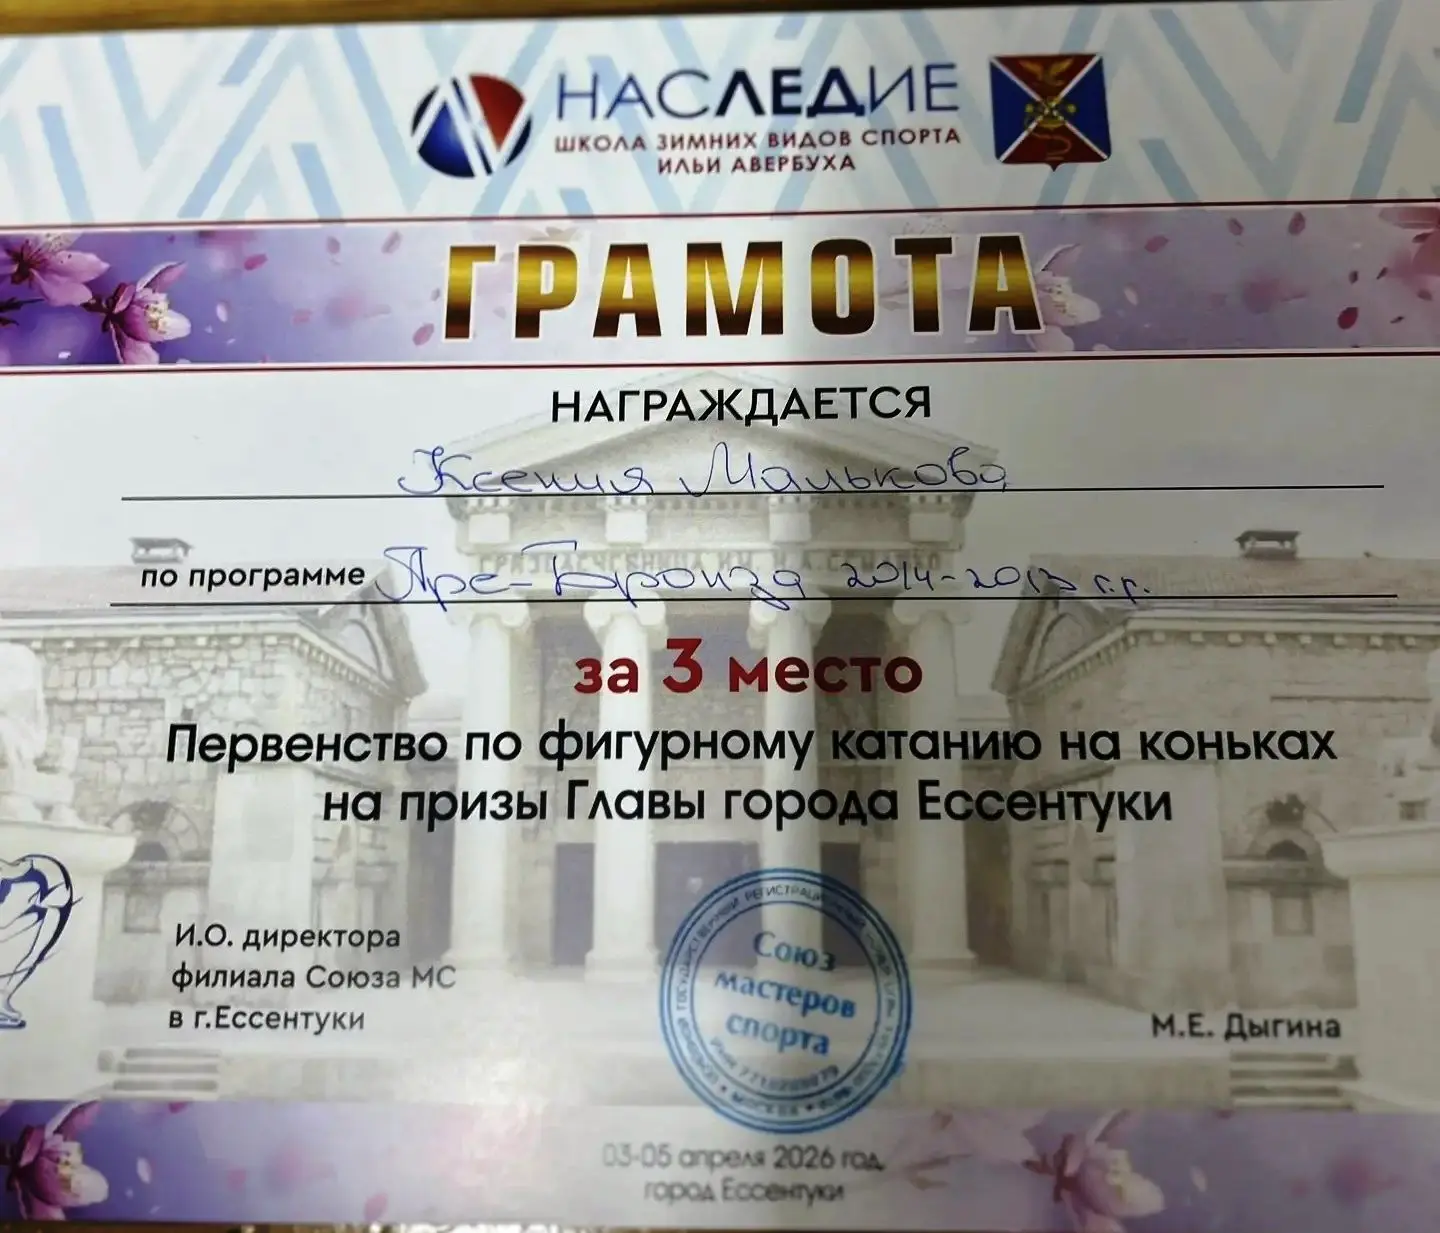 НАСЛЕДИЕ
ШКОЛА ЗИМНИХ ВИДОВ СПОРТА
ИЛЬИ АВЕРБУХА
ГРАМОТА
НАГРАЖДАЕТСЯ
Ксения Малькова
по программе Пре-Бронза 2014-2013 г.г.
за 3 место
Первенство по фигурному катанию на коньках
на призы Главы города Ессентуки
И.О. директора
филиала Союза МС
в г.Ессентуки
Союз
мастеров
спорта
МОСКВА
М.Е. Дыгина
03-05 апреля 2026 год
город Ессентуки